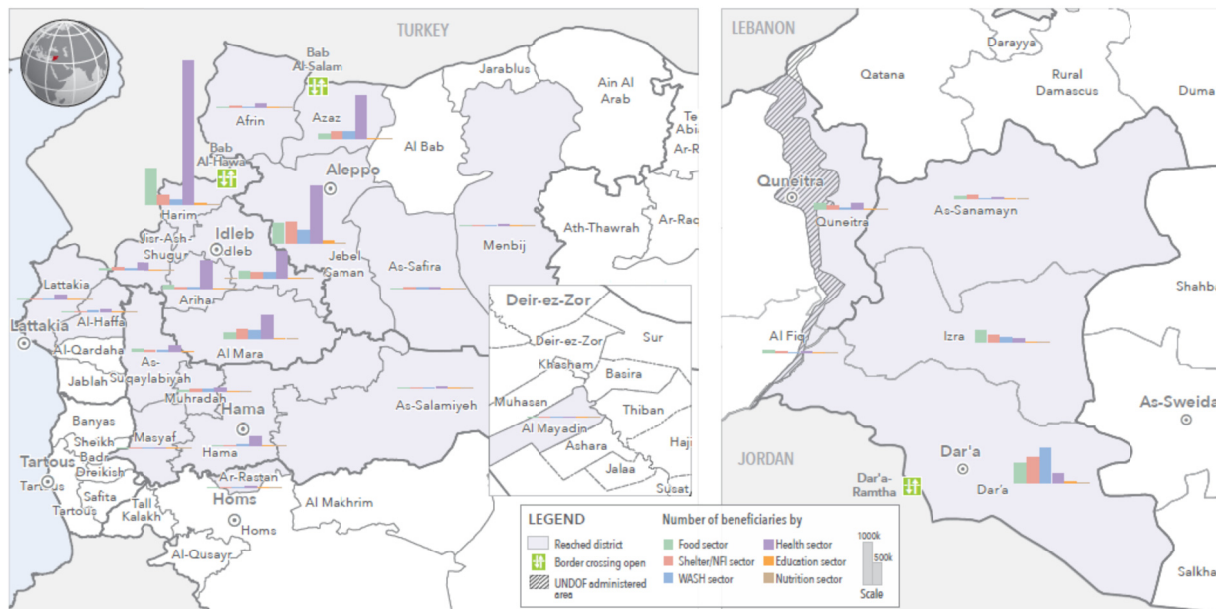 TURKEY
Bab
Al-Salam
Jarablus
Ain Al
Arab
Afrin
Azaz
Al Bab
Bab
Al-Hawa
Aleppo
Harim
Menbij
Ath-Thawrah
Idleb
Jebel
Saman
As-Safira
Ariha
Lattakia
Al-Haffa
Lattakia
Al-Qardaha
Al Mara
As-
Suqaylabiyah
Jablah
Muhradah
Banyas
Hama
As-Salamiyeh
Sheikh
Badr
Masyaf
Hama
Dreikish
Tartous
Safita
Tartous
Tall
Kalakh
Ar-Rastan
Homs
Homs
Al Makhrim
Al-Qusayr
Deir-ez-Zor
Deir-ez-Zor
Sur
Khasham
Basira
Muhasan
Thiban
Al Mayadin
Ashara
Jalaa
Susat
LEBANON
Darayya
Qatana
Rural
Damascus
Duma
Quneitra
Quneitra
As-Sanamayn
Shahba
Al Fiq
Izra
As-Sweida
JORDAN
Dar'a
Dar'a-
Ramtha
Dar'a
Salkha
LEGEND
Reached district
Border crossing open
UNDOF administered
area
Number of beneficiaries by
Food sector
Shelter/NFI sector
WASH sector
Health sector
Education sector
Nutrition sector
1000k
500k
Scale